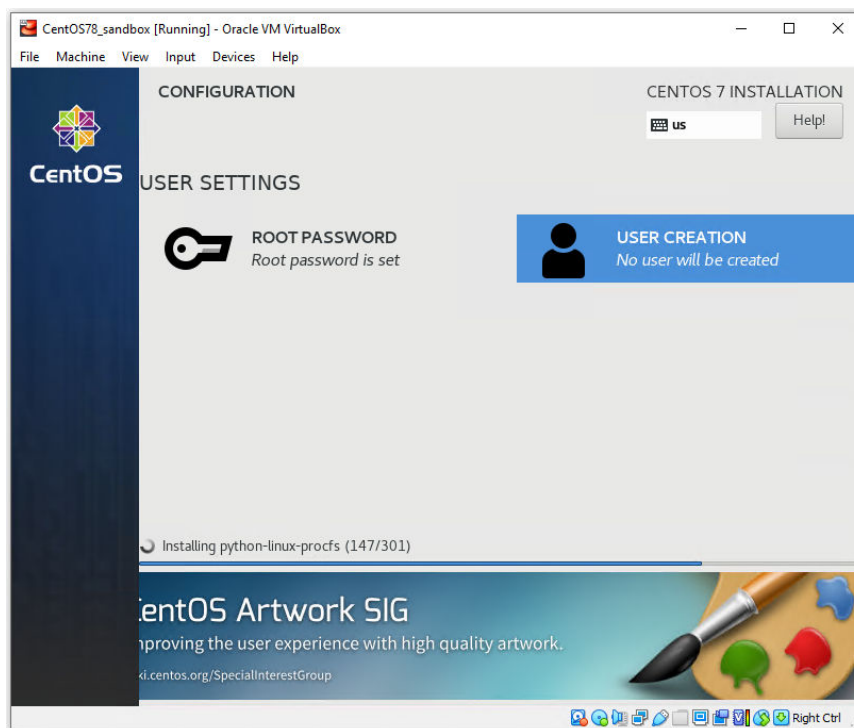 CentOS78_sandbox [Running] - Oracle VM VirtualBox
File Machine View Input Devices Help
CONFIGURATION
CENTOS 7 INSTALLATION
us
Help!
CentOS
USER SETTINGS
ROOT PASSWORD
Root password is set
USER CREATION
No user will be created
Installing python-linux-procfs (147/301)
entOS Artwork SIG
proving the user experience with high quality artwork.
ki.centos.org/SpecialInterestGroup
Right Ctrl